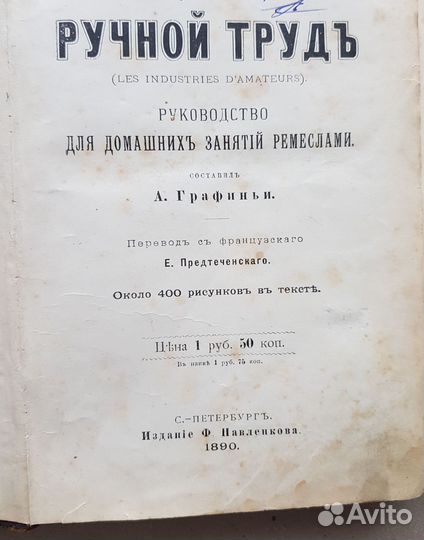 РУЧНОЙ ТРУДЪ
(LES INDUSTRIES D'AMATEURS).
РУКОВОДСТВО
ДЛЯ ДОМАШНИХЪ ЗАНЯТІЙ РЕМЕСЛАМИ.
СОСТАВИЛЪ
А. Графиньи.
Переводъ съ французскаго
Е. Предтеченскаго.
Около 400 рисунковъ въ текстѣ.
Цѣна 1 руб. 50 коп.
Въ папкѣ 1 руб. 75 коп.
С.-ПЕТЕРБУРГЪ.
Изданіе Ф. Павленкова.
1890.
Avito